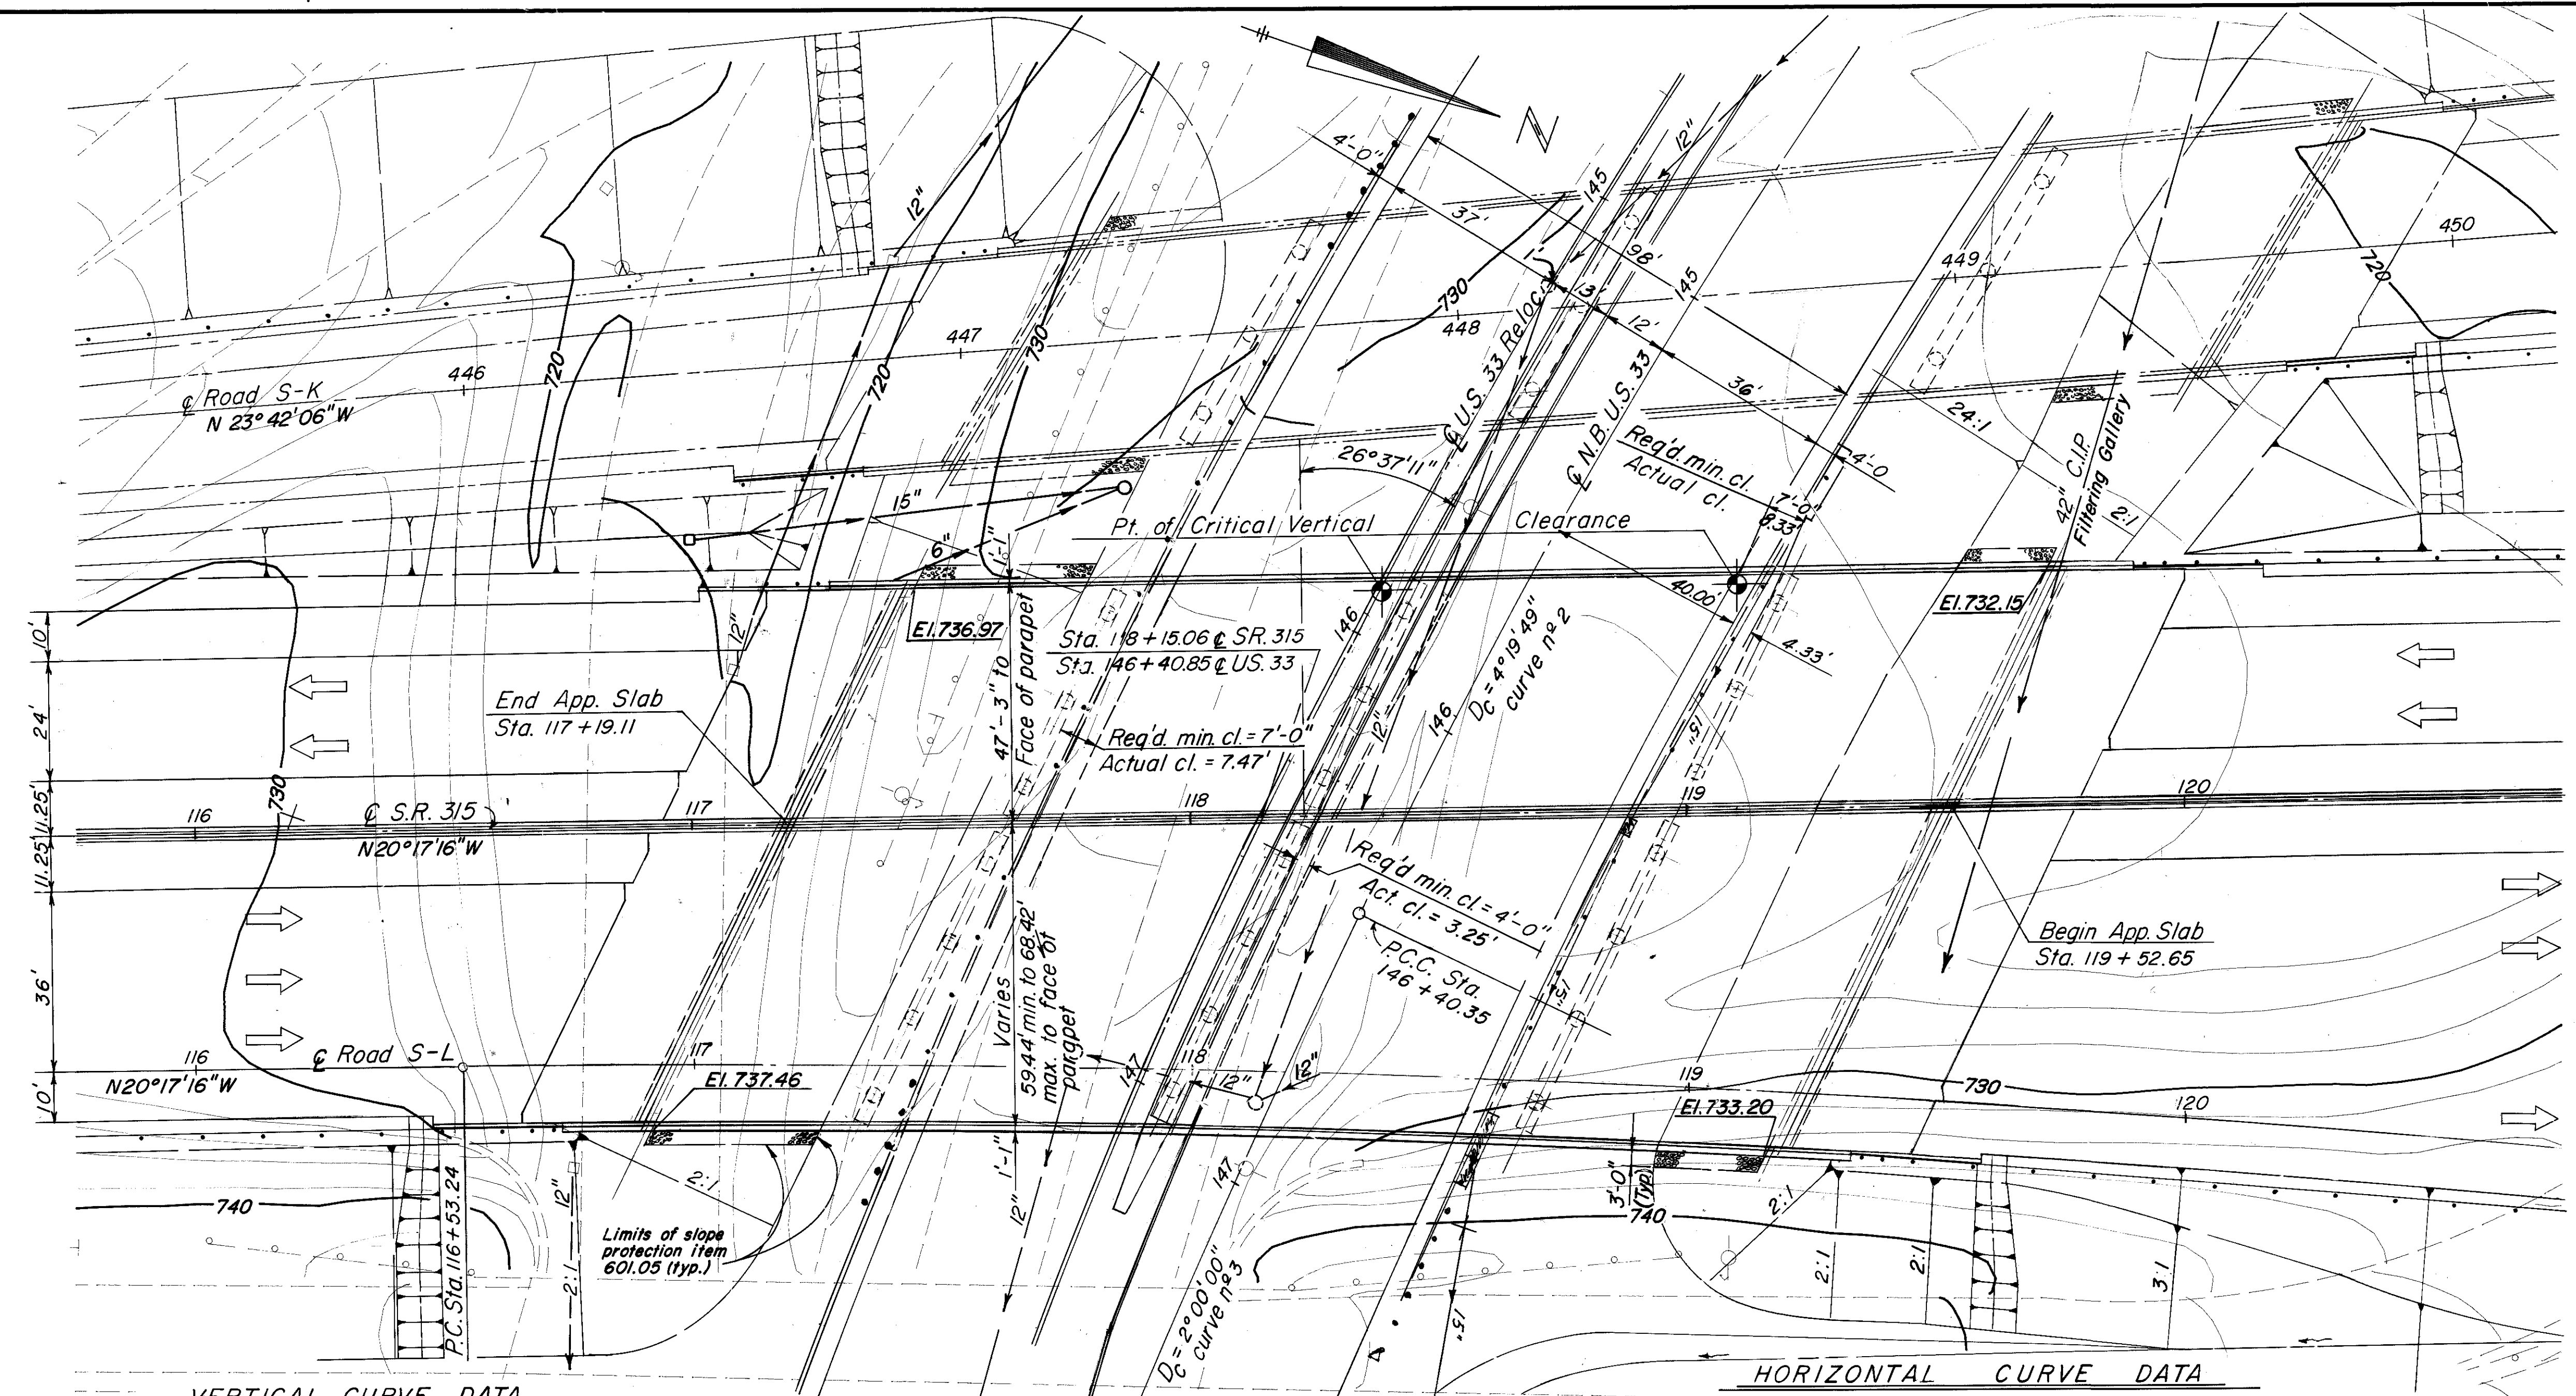 N
4'-0"
12"
145
37'
12"
98'
1'
450
449
720
145
13'
730
448
12'
447
730
720
446
720
36'
℄ Road S-K
N 23°42'06"W
℄ U.S. 33 Reloc.
℄ N.B. U.S. 33
24:1
42" C.I.P.
Filtering Gallery
2:1
26°37'11"
Req'd. min. cl.
Actual cl.
7'-0"
8.33'
4'-0
15"
6"
1'-1"
Pt. of Critical Vertical Clearance
40.00'
4.33'
El. 736.97
El. 732.15
146
Sta. 118+15.06 ℄ SR. 315
Sta. 146+40.85 ℄ US. 33
Dc = 4°19'49"
curve nº 2
146
10'
24'
11.25'
11.25'
36'
10'
12"
End App. Slab
Sta. 117+19.11
47'-3" to
Face of parapet
Req'd. min. cl. = 7'-0"
Actual cl. = 7.47'
12"
15"
730
116
℄ S.R. 315
N20°17'16"W
117
118
119
120
Req'd min. cl. = 4'-0"
Act. cl. = 3.25'
P.C.C. Sta.
146+40.35
15"
Begin App. Slab
Sta. 119+52.65
Varies
59.44' min. to 68.42'
max. to face of
parapet
116
℄ Road S-L
N20°17'16"W
117
118
119
120
147
12"
12"
El. 737.46
El. 733.20
730
1'-1"
12"
147
3'-0"
(Typ)
740
740
P.C. Sta. 116+53.24
12"
2:1
2:1
Limits of slope
protection item
601.05 (typ.)
2:1
2:1
2:1
3:1
Dc = 2°00'00"
curve nº 3
15"
VERTICAL CURVE DATA
HORIZONTAL CURVE DATA